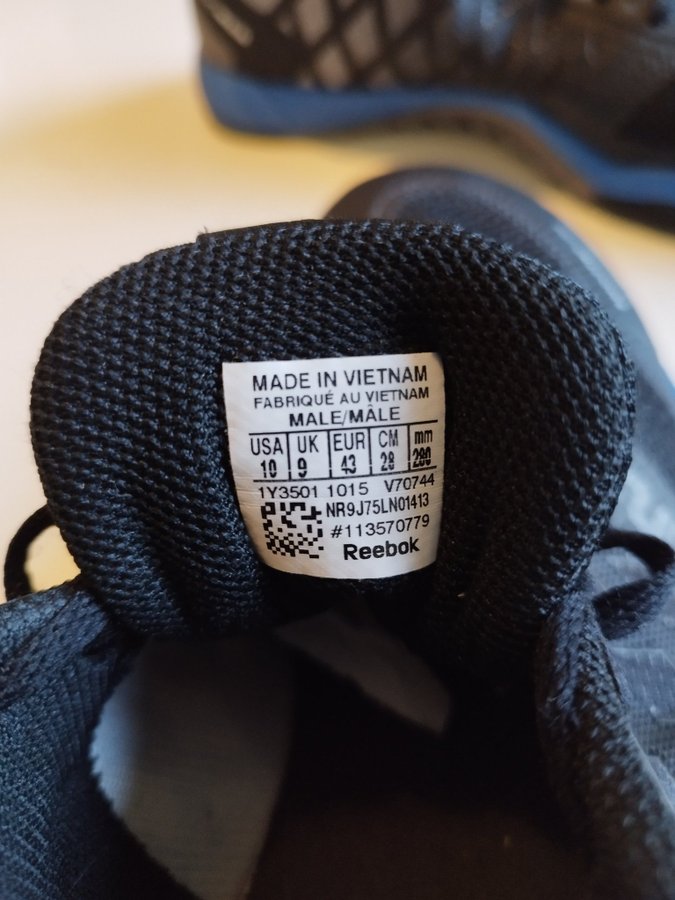 MADE IN VIETNAM
FABRIQUÉ AU VIETNAM
MALE/MÂLE
USA UK EUR CM mm
10 9 43 28 280
1Y3501 1015 V70744
NR9J75LN01413
#113570779
Reebok